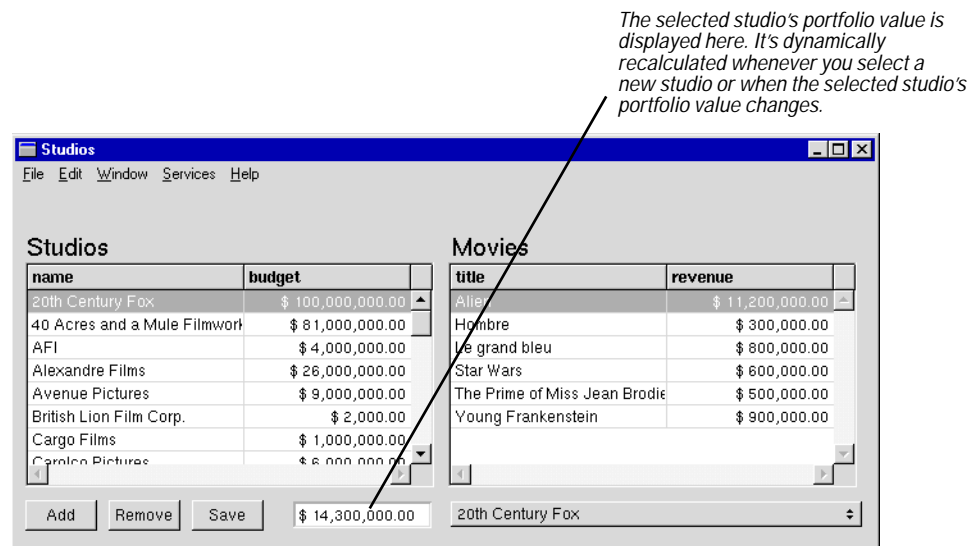 The selected studio's portfolio value is
displayed here. It's dynamically
recalculated whenever you select a
new studio or when the selected studio's
portfolio value changes.
Studios
File Edit Window Services Help
Studios
name budget
20th Century Fox $ 100,000,000.00
40 Acres and a Mule Filmwork $ 81,000,000.00
AFI $ 4,000,000.00
Alexandre Films $ 26,000,000.00
Avenue Pictures $ 9,000,000.00
British Lion Film Corp. $ 2,000.00
Cargo Films $ 1,000,000.00
Carolco Pictures $ 6,000,000.00
Movies
title revenue
Alien $ 11,200,000.00
Hombre $ 300,000.00
Le grand bleu $ 800,000.00
Star Wars $ 600,000.00
The Prime of Miss Jean Brodie $ 500,000.00
Young Frankenstein $ 900,000.00
Add Remove Save $ 14,300,000.00 20th Century Fox